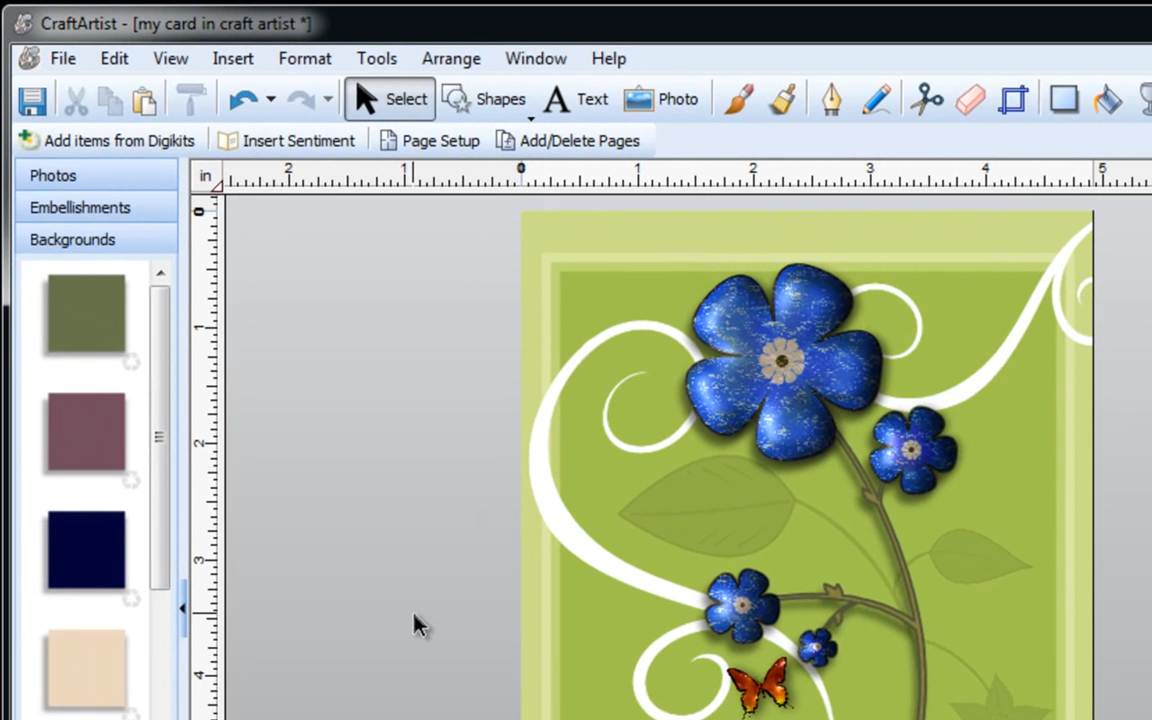 CraftArtist - [my card in craft artist *]
File Edit View Insert Format Tools Arrange Window Help
Select Shapes A Text Photo
Add items from Digikits Insert Sentiment Page Setup Add/Delete Pages
Photos in 2 1 0 1 2 3 4 5
Embellishments 0
Backgrounds
1
2
3
4